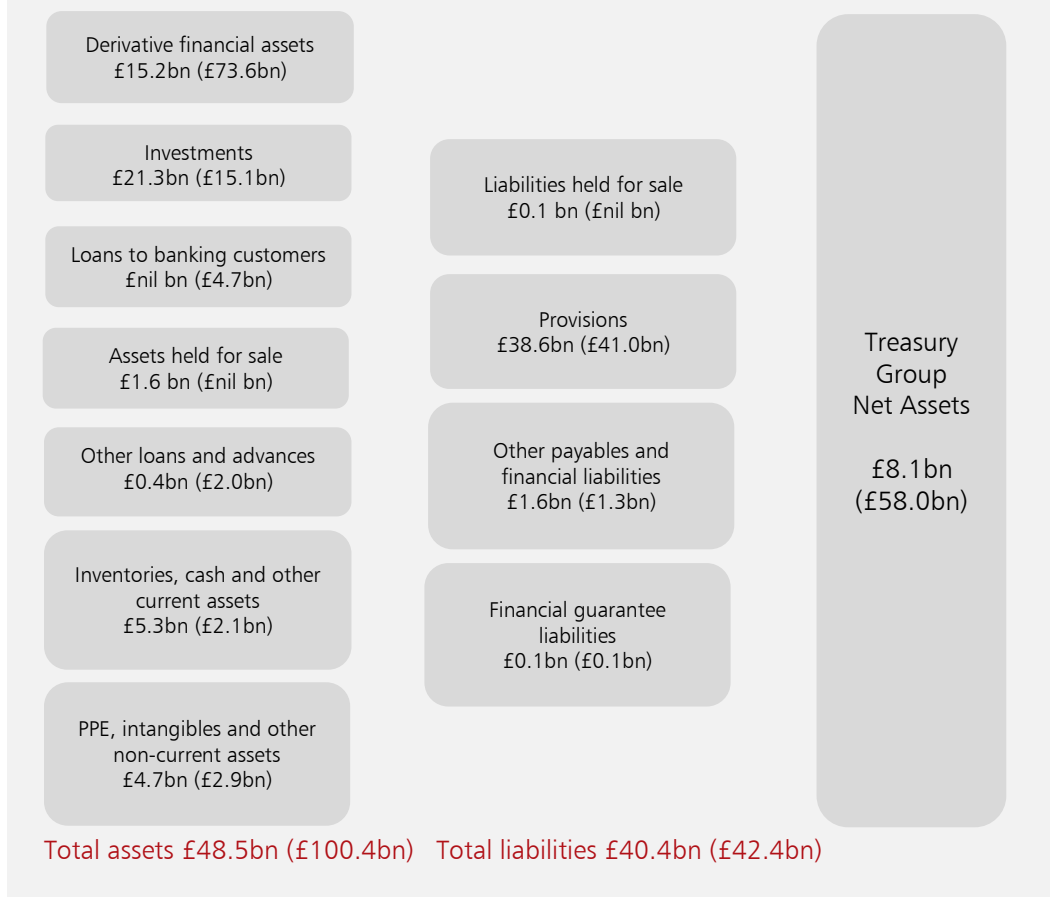 Derivative financial assets
£15.2bn (£73.6bn)
Investments
£21.3bn (£15.1bn)
Loans to banking customers
£nil bn (£4.7bn)
Assets held for sale
£1.6 bn (£nil bn)
Other loans and advances
£0.4bn (£2.0bn)
Inventories, cash and other
current assets
£5.3bn (£2.1bn)
PPE, intangibles and other
non-current assets
£4.7bn (£2.9bn)
Total assets £48.5bn (£100.4bn)
Liabilities held for sale
£0.1 bn (£nil bn)
Provisions
£38.6bn (£41.0bn)
Other payables and
financial liabilities
£1.6bn (£1.3bn)
Financial guarantee
liabilities
£0.1bn (£0.1bn)
Total liabilities £40.4bn (£42.4bn)
Treasury
Group
Net Assets
£8.1bn
(£58.0bn)